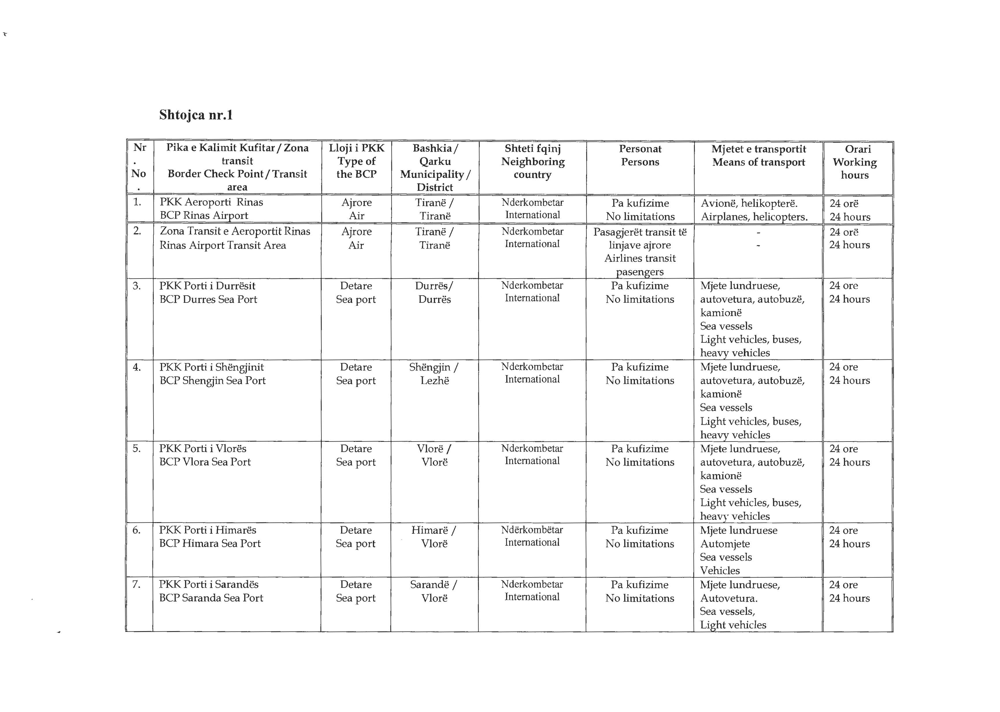 Shtojca nr.1
Nr
.
No
.
Pika e Kalimit Kufitar / Zona
transit
Border Check Point / Transit
area
Lloji i PKK
Type of
the BCP
Bashkia /
Qarku
Municipality /
District
Shteti fqinj
Neighboring
country
Personat
Persons
Mjetet e transportit
Means of transport
Orari
Working
hours
1.
PKK Aeroporti Rinas
BCP Rinas Airport
Ajrore
Air
Tiranë /
Tiranë
Nderkombetar
International
Pa kufizime
No limitations
Avionë, helikopterë.
Airplanes, helicopters.
24 orë
24 hours
2.
Zona Transit e Aeroportit Rinas
Rinas Airport Transit Area
Ajrore
Air
Tiranë /
Tiranë
Nderkombetar
International
Pasagjerët transit të
linjave ajrore
Airlines transit
pasengers
-
-
24 orë
24 hours
3.
PKK Porti i Durrësit
BCP Durres Sea Port
Detare
Sea port
Durrës/
Durrës
Nderkombetar
International
Pa kufizime
No limitations
Mjete lundruese,
autovetura, autobuzë,
kamionë
Sea vessels
Light vehicles, buses,
heavy vehicles
24 ore
24 hours
4.
PKK Porti i Shëngjinit
BCP Shengjin Sea Port
Detare
Sea port
Shëngjin /
Lezhë
Nderkombetar
International
Pa kufizime
No limitations
Mjete lundruese,
autovetura, autobuzë,
kamionë
Sea vessels
Light vehicles, buses,
heavy vehicles
24 ore
24 hours
5.
PKK Porti i Vlorës
BCP Vlora Sea Port
Detare
Sea port
Vlorë /
Vlorë
Nderkombetar
International
Pa kufizime
No limitations
Mjete lundruese,
autovetura, autobuzë,
kamionë
Sea vessels
Light vehicles, buses,
heavy vehicles
24 ore
24 hours
6.
PKK Porti i Himarës
BCP Himara Sea Port
Detare
Sea port
Himarë /
Vlorë
Ndërkombëtar
International
Pa kufizime
No limitations
Mjete lundruese
Automjete
Sea vessels
Vehicles
24 ore
24 hours
7.
PKK Porti i Sarandës
BCP Saranda Sea Port
Detare
Sea port
Sarandë /
Vlorë
Nderkombetar
International
Pa kufizime
No limitations
Mjete lundruese,
Autovetura.
Sea vessels,
Light vehicles
24 ore
24 hours